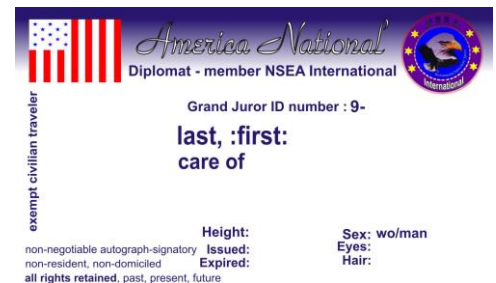 America National
Diplomat - member NSEA International
NSEA
International
Grand Juror ID number : 9-
last, :first:
care of
exempt civilian traveler
Height:
Sex: wo/man
non-negotiable autograph-signatory Issued:
Eyes:
non-resident, non-domiciled Expired:
Hair:
all rights retained, past, present, future